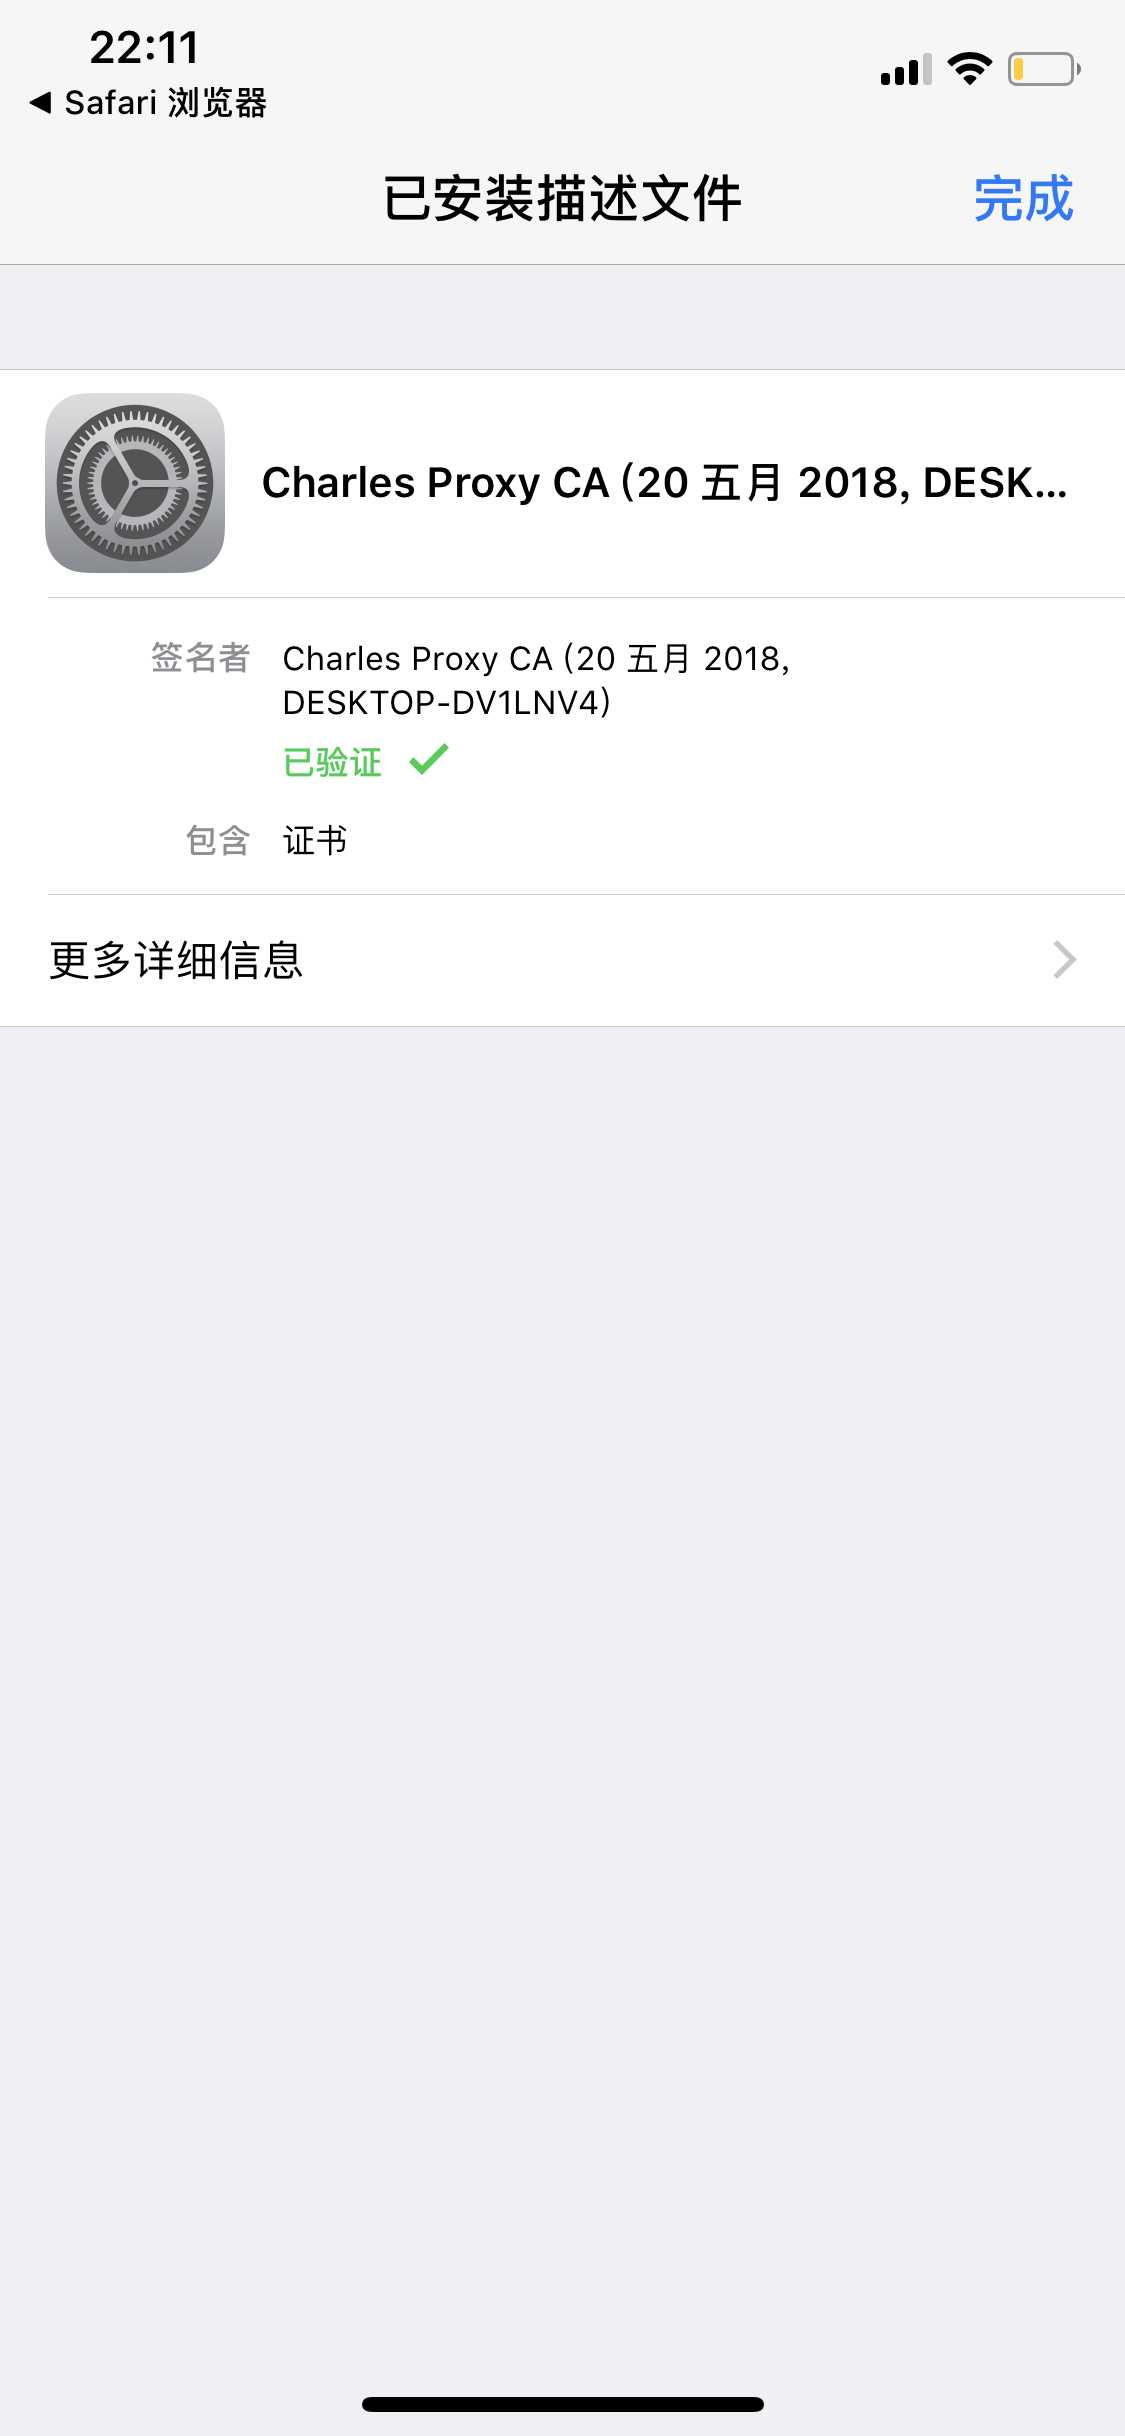 22:11
◀ Safari 浏览器
已安装描述文件
完成
Charles Proxy CA (20 五月 2018, DESK...
签名者 Charles Proxy CA (20 五月 2018,
DESKTOP-DV1LNV4)
已验证 ✓
包含 证书
更多详细信息